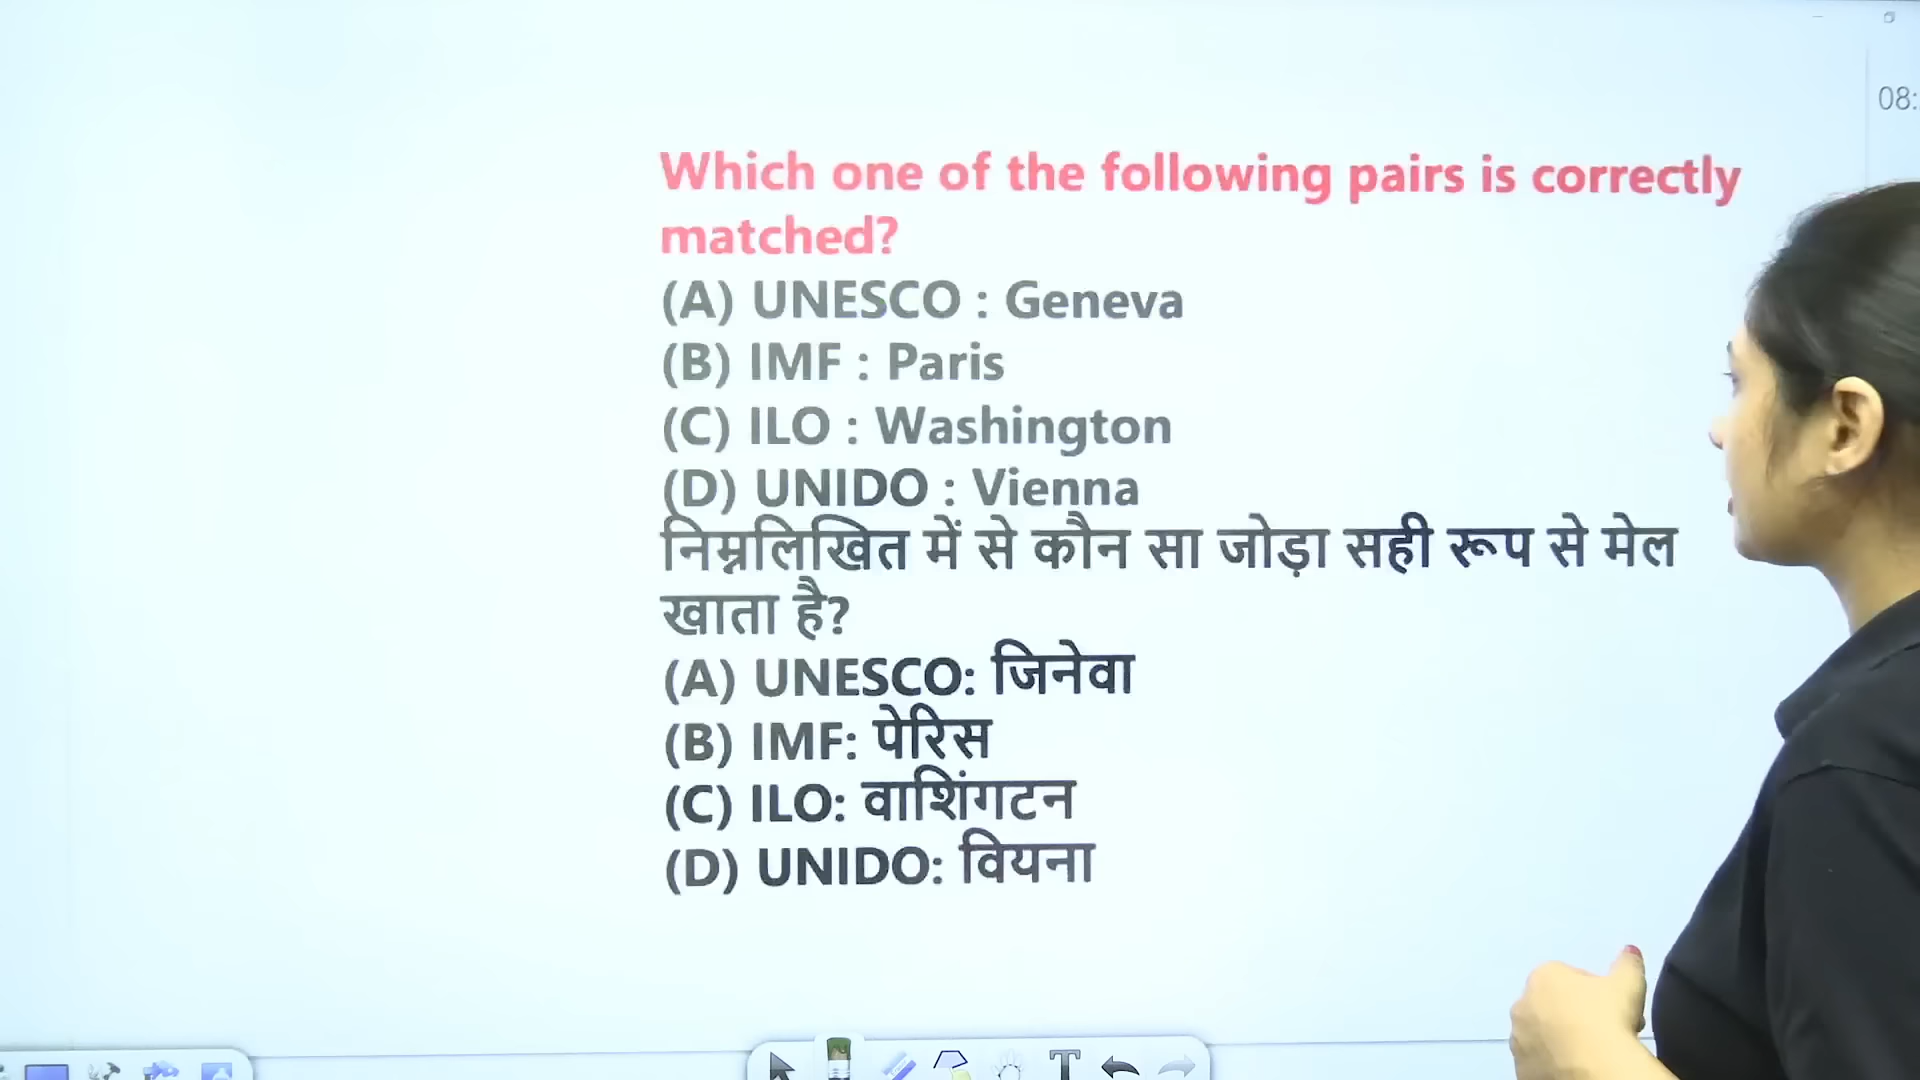 08:
Which one of the following pairs is correctly
matched?
(A) UNESCO : Geneva
(B) IMF : Paris
(C) ILO : Washington
(D) UNIDO : Vienna
निम्नलिखित में से कौन सा जोड़ा सही रूप से मेल
खाता है?
(A) UNESCO: जिनेवा
(B) IMF: पेरिस
(C) ILO: वाशिंगटन
(D) UNIDO: वियना
T